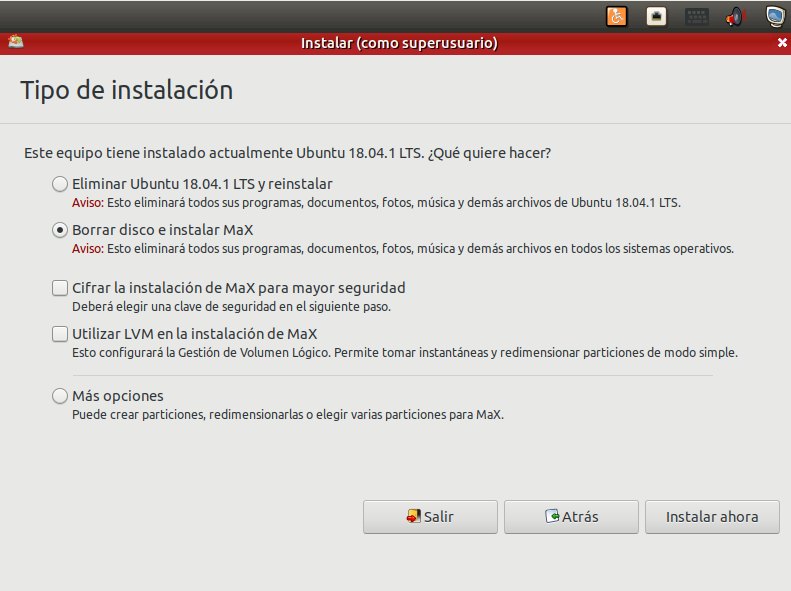 Instalar (como superusuario)
Tipo de instalación
Este equipo tiene instalado actualmente Ubuntu 18.04.1 LTS. ¿Qué quiere hacer?
Eliminar Ubuntu 18.04.1 LTS y reinstalar
Aviso: Esto eliminará todos sus programas, documentos, fotos, música y demás archivos de Ubuntu 18.04.1 LTS.
Borrar disco e instalar MaX
Aviso: Esto eliminará todos sus programas, documentos, fotos, música y demás archivos en todos los sistemas operativos.
Cifrar la instalación de MaX para mayor seguridad
Deberá elegir una clave de seguridad en el siguiente paso.
Utilizar LVM en la instalación de MaX
Esto configurará la Gestión de Volumen Lógico. Permite tomar instantáneas y redimensionar particiones de modo simple.
Más opciones
Puede crear particiones, redimensionarlas o elegir varias particiones para MaX.
Salir
Atrás
Instalar ahora